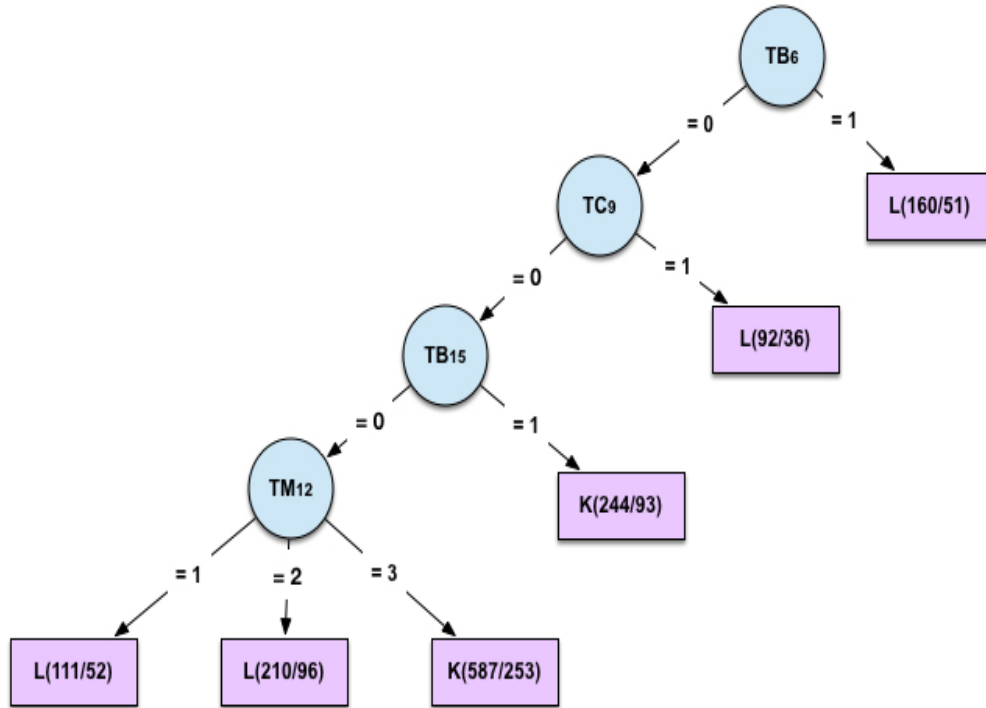 TB6
= 0
= 1
TC9
L(160/51)
= 0
= 1
TB15
L(92/36)
= 0
= 1
TM12
K(244/93)
= 1
= 2
= 3
L(111/52)
L(210/96)
K(587/253)